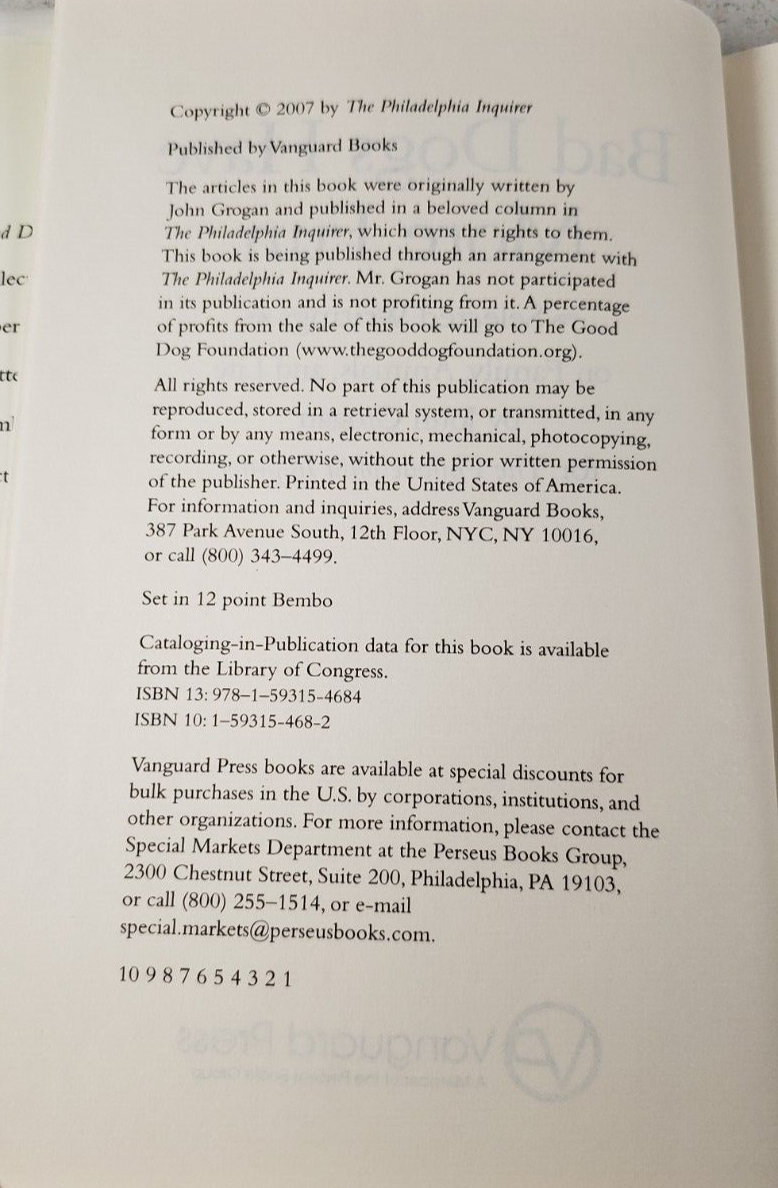 Copyright © 2007 by The Philadelphia Inquirer
Published by Vanguard Books
The articles in this book were originally written by
John Grogan and published in a beloved column in
The Philadelphia Inquirer, which owns the rights to them.
This book is being published through an arrangement with
The Philadelphia Inquirer. Mr. Grogan has not participated
in its publication and is not profiting from it. A percentage
of profits from the sale of this book will go to The Good
Dog Foundation (www.thegooddogfoundation.org).
All rights reserved. No part of this publication may be
reproduced, stored in a retrieval system, or transmitted, in any
form or by any means, electronic, mechanical, photocopying,
recording, or otherwise, without the prior written permission
of the publisher. Printed in the United States of America.
For information and inquiries, address Vanguard Books,
387 Park Avenue South, 12th Floor, NYC, NY 10016,
or call (800) 343–4499.
Set in 12 point Bembo
Cataloging-in-Publication data for this book is available
from the Library of Congress.
ISBN 13: 978–1–59315-4684
ISBN 10: 1–59315-468-2
Vanguard Press books are available at special discounts for
bulk purchases in the U.S. by corporations, institutions, and
other organizations. For more information, please contact the
Special Markets Department at the Perseus Books Group,
2300 Chestnut Street, Suite 200, Philadelphia, PA 19103,
or call (800) 255–1514, or e-mail
special.markets@perseusbooks.com.
10 9 8 7 6 5 4 3 2 1